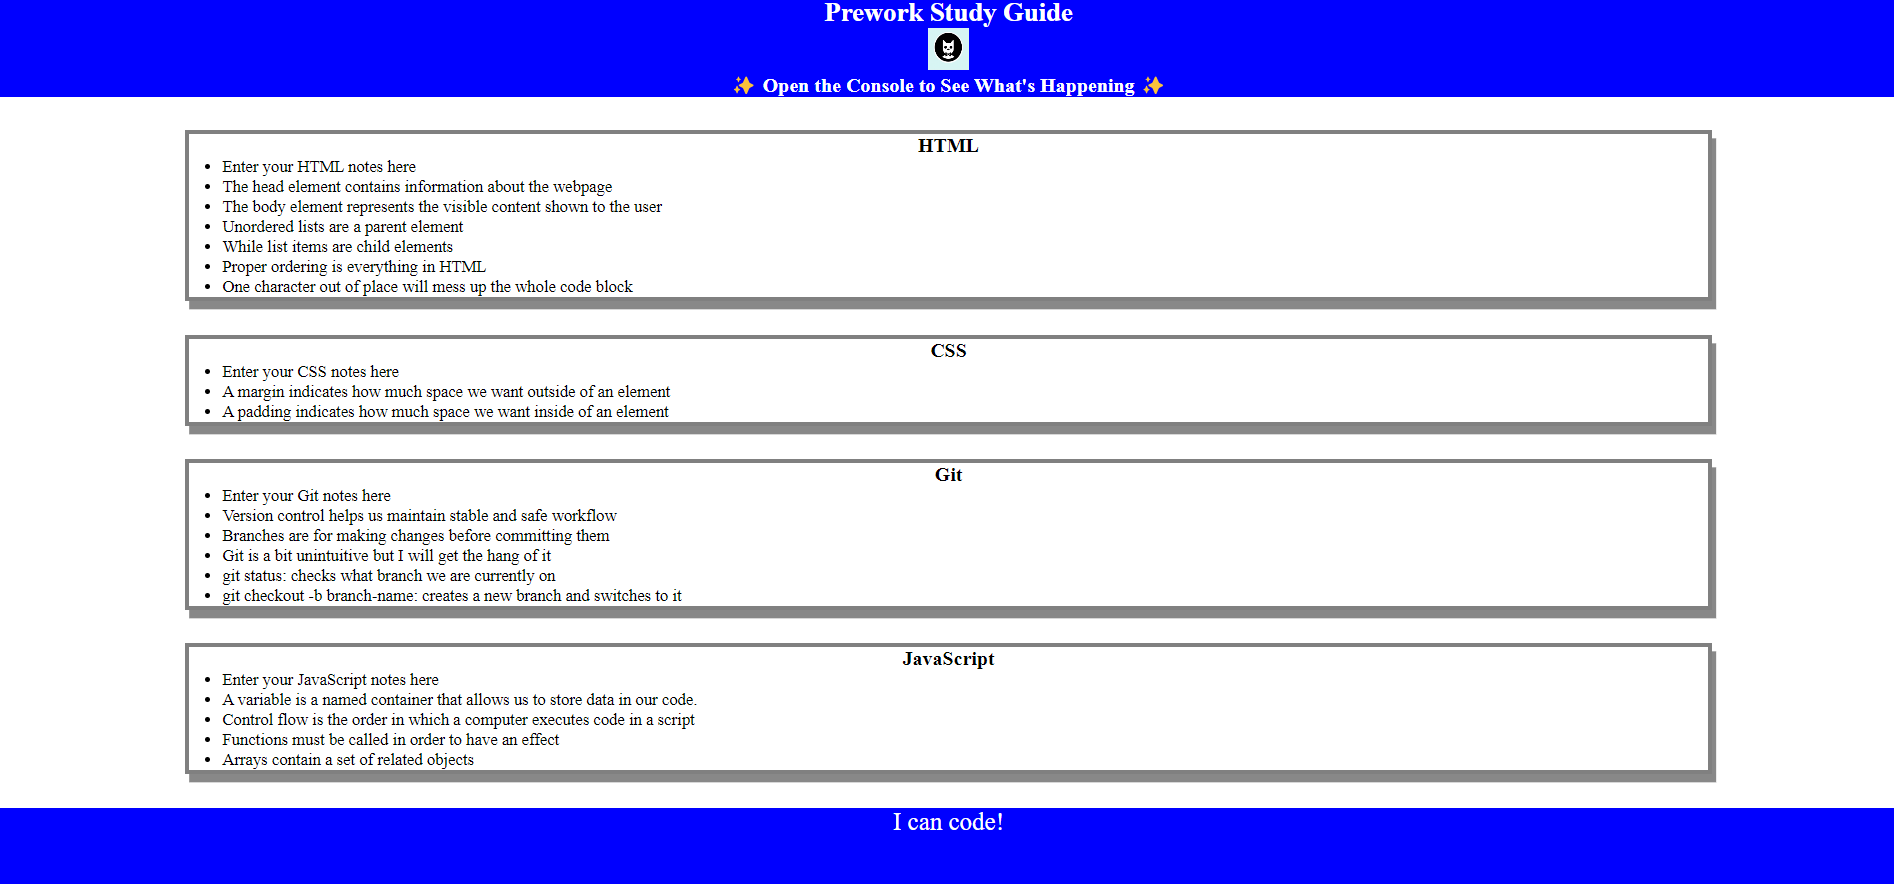 Prework Study Guide
✨ Open the Console to See What's Happening ✨
HTML
• Enter your HTML notes here
• The head element contains information about the webpage
• The body element represents the visible content shown to the user
• Unordered lists are a parent element
• While list items are child elements
• Proper ordering is everything in HTML
• One character out of place will mess up the whole code block
CSS
• Enter your CSS notes here
• A margin indicates how much space we want outside of an element
• A padding indicates how much space we want inside of an element
Git
• Enter your Git notes here
• Version control helps us maintain stable and safe workflow
• Branches are for making changes before committing them
• Git is a bit unintuitive but I will get the hang of it
• git status: checks what branch we are currently on
• git checkout -b branch-name: creates a new branch and switches to it
JavaScript
• Enter your JavaScript notes here
• A variable is a named container that allows us to store data in our code.
• Control flow is the order in which a computer executes code in a script
• Functions must be called in order to have an effect
• Arrays contain a set of related objects
I can code!